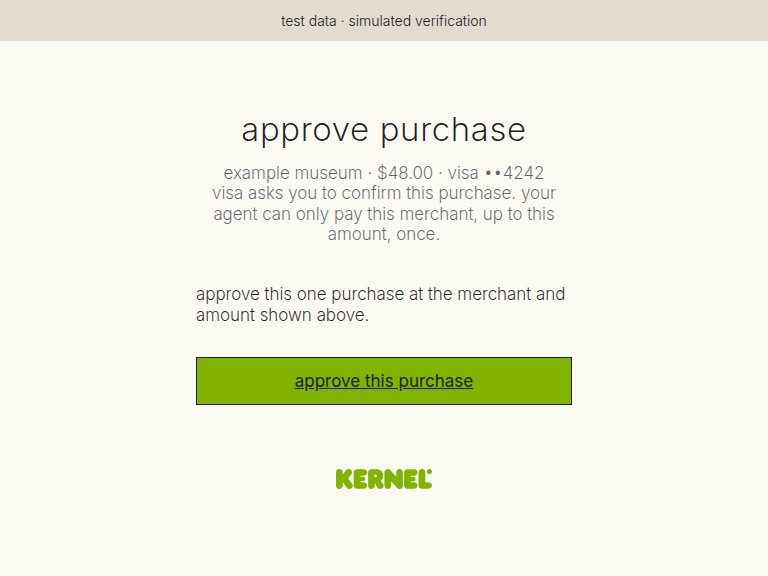 test data · simulated verification
approve purchase
example museum · $48.00 · visa ••4242
visa asks you to confirm this purchase. your
agent can only pay this merchant, up to this
amount, once.
approve this one purchase at the merchant and
amount shown above.
approve this purchase
KERNEL